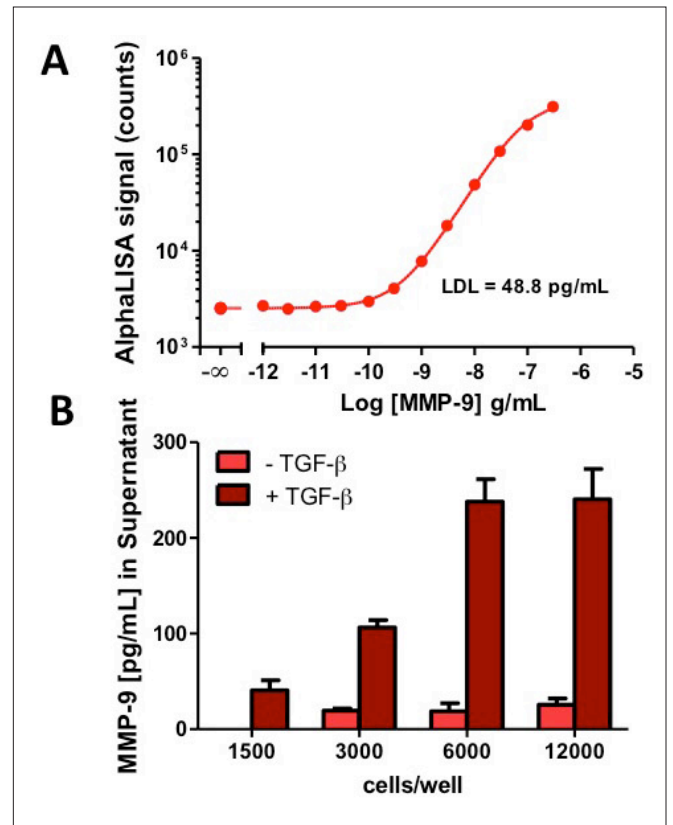 A
AlphaLISA signal (counts)
10⁶
10⁵
10⁴
10³
LDL = 48.8 pg/mL
-∞ -12 -11 -10 -9 -8 -7 -6 -5
Log [MMP-9] g/mL
B
MMP-9 [pg/mL] in Supernatant
300
200
100
0
- TGF-β
+ TGF-β
1500 3000 6000 12000
cells/well